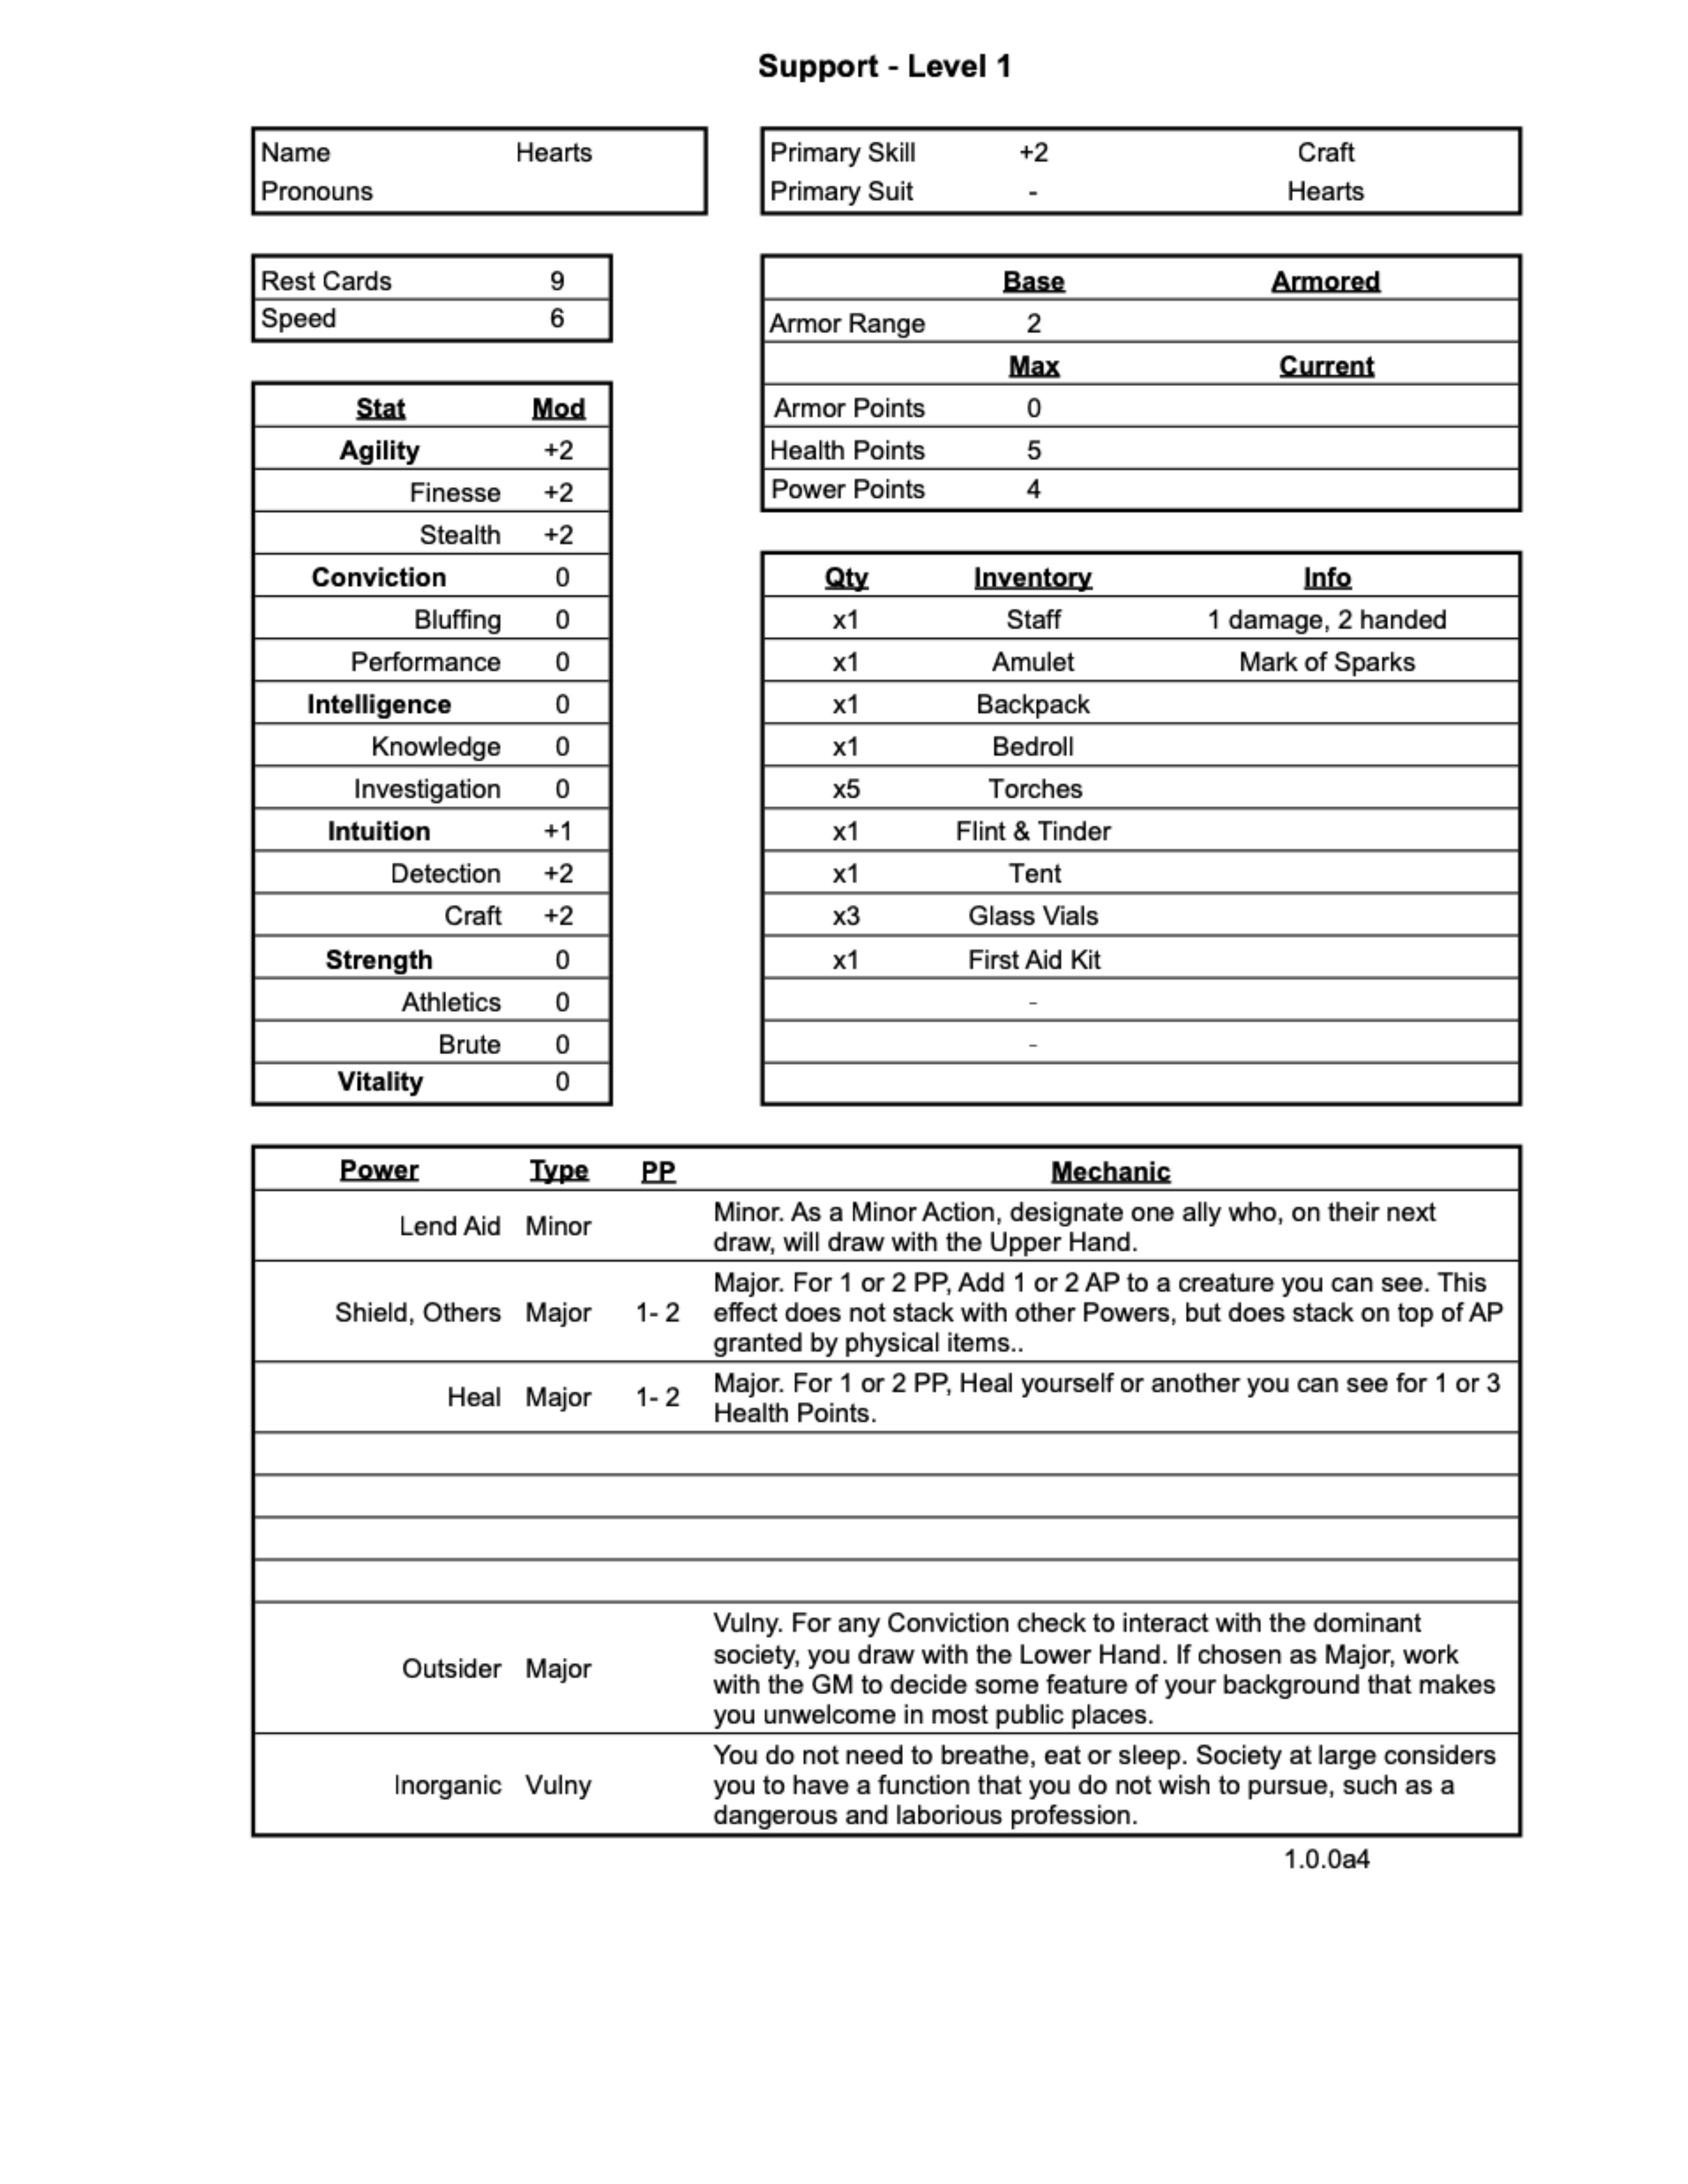 Support - Level 1
Name Hearts
Pronouns
Primary Skill +2 Craft
Primary Suit - Hearts
Rest Cards 9
Speed 6
Base Armored
Armor Range 2
Max Current
Armor Points 0
Health Points 5
Power Points 4
Stat Mod
Agility +2
Finesse +2
Stealth +2
Conviction 0
Bluffing 0
Performance 0
Intelligence 0
Knowledge 0
Investigation 0
Intuition +1
Detection +2
Craft +2
Strength 0
Athletics 0
Brute 0
Vitality 0
Qty Inventory Info
x1 Staff 1 damage, 2 handed
x1 Amulet Mark of Sparks
x1 Backpack
x1 Bedroll
x5 Torches
x1 Flint & Tinder
x1 Tent
x3 Glass Vials
x1 First Aid Kit
-
-
Power Type PP Mechanic
Lend Aid Minor
Minor. As a Minor Action, designate one ally who, on their next
draw, will draw with the Upper Hand.
Shield, Others Major 1- 2
Major. For 1 or 2 PP, Add 1 or 2 AP to a creature you can see. This
effect does not stack with other Powers, but does stack on top of AP
granted by physical items..
Heal Major 1- 2
Major. For 1 or 2 PP, Heal yourself or another you can see for 1 or 3
Health Points.
Outsider Major
Vulny. For any Conviction check to interact with the dominant
society, you draw with the Lower Hand. If chosen as Major, work
with the GM to decide some feature of your background that makes
you unwelcome in most public places.
Inorganic Vulny
You do not need to breathe, eat or sleep. Society at large considers
you to have a function that you do not wish to pursue, such as a
dangerous and laborious profession.
1.0.0a4